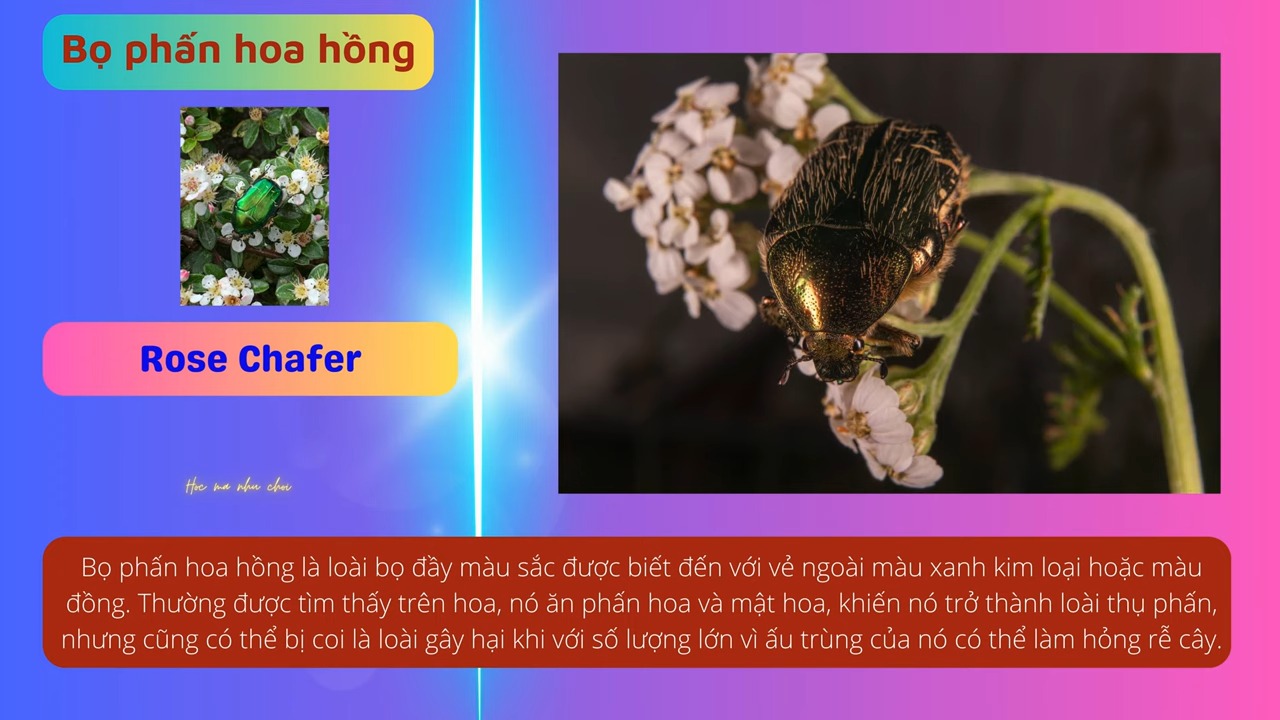 Bọ phấn hoa hồng
Rose Chafer
Học mà như chơi
Bọ phấn hoa hồng là loài bọ đầy màu sắc được biết đến với vẻ ngoài màu xanh kim loại hoặc màu
đồng. Thường được tìm thấy trên hoa, nó ăn phấn hoa và mật hoa, khiến nó trở thành loài thụ phấn,
nhưng cũng có thể bị coi là loài gây hại khi với số lượng lớn vì ấu trùng của nó có thể làm hỏng rễ cây.